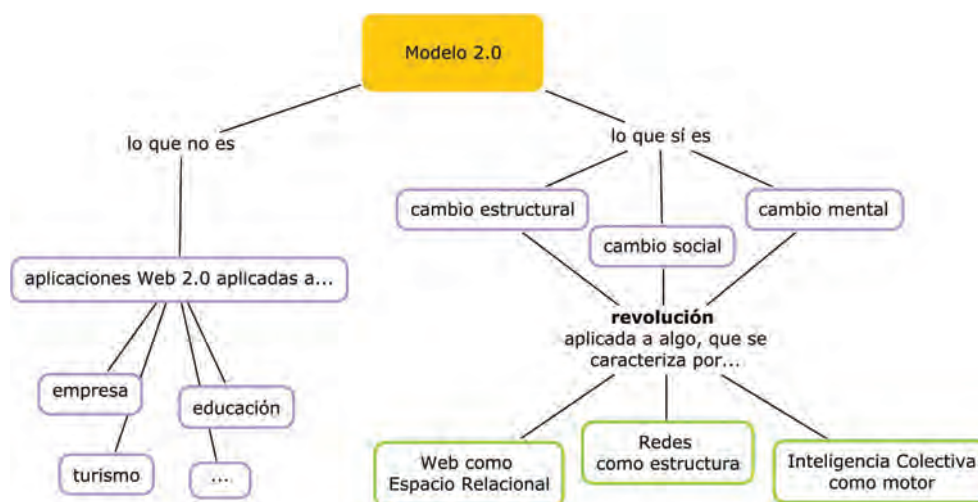 Modelo 2.0
lo que no es
lo que sí es
cambio estructural
cambio mental
cambio social
aplicaciones Web 2.0 aplicadas a...
revolución
aplicada a algo, que se
caracteriza por...
empresa
educación
turismo
...
Web como
Espacio Relacional
Redes
como estructura
Inteligencia Colectiva
como motor